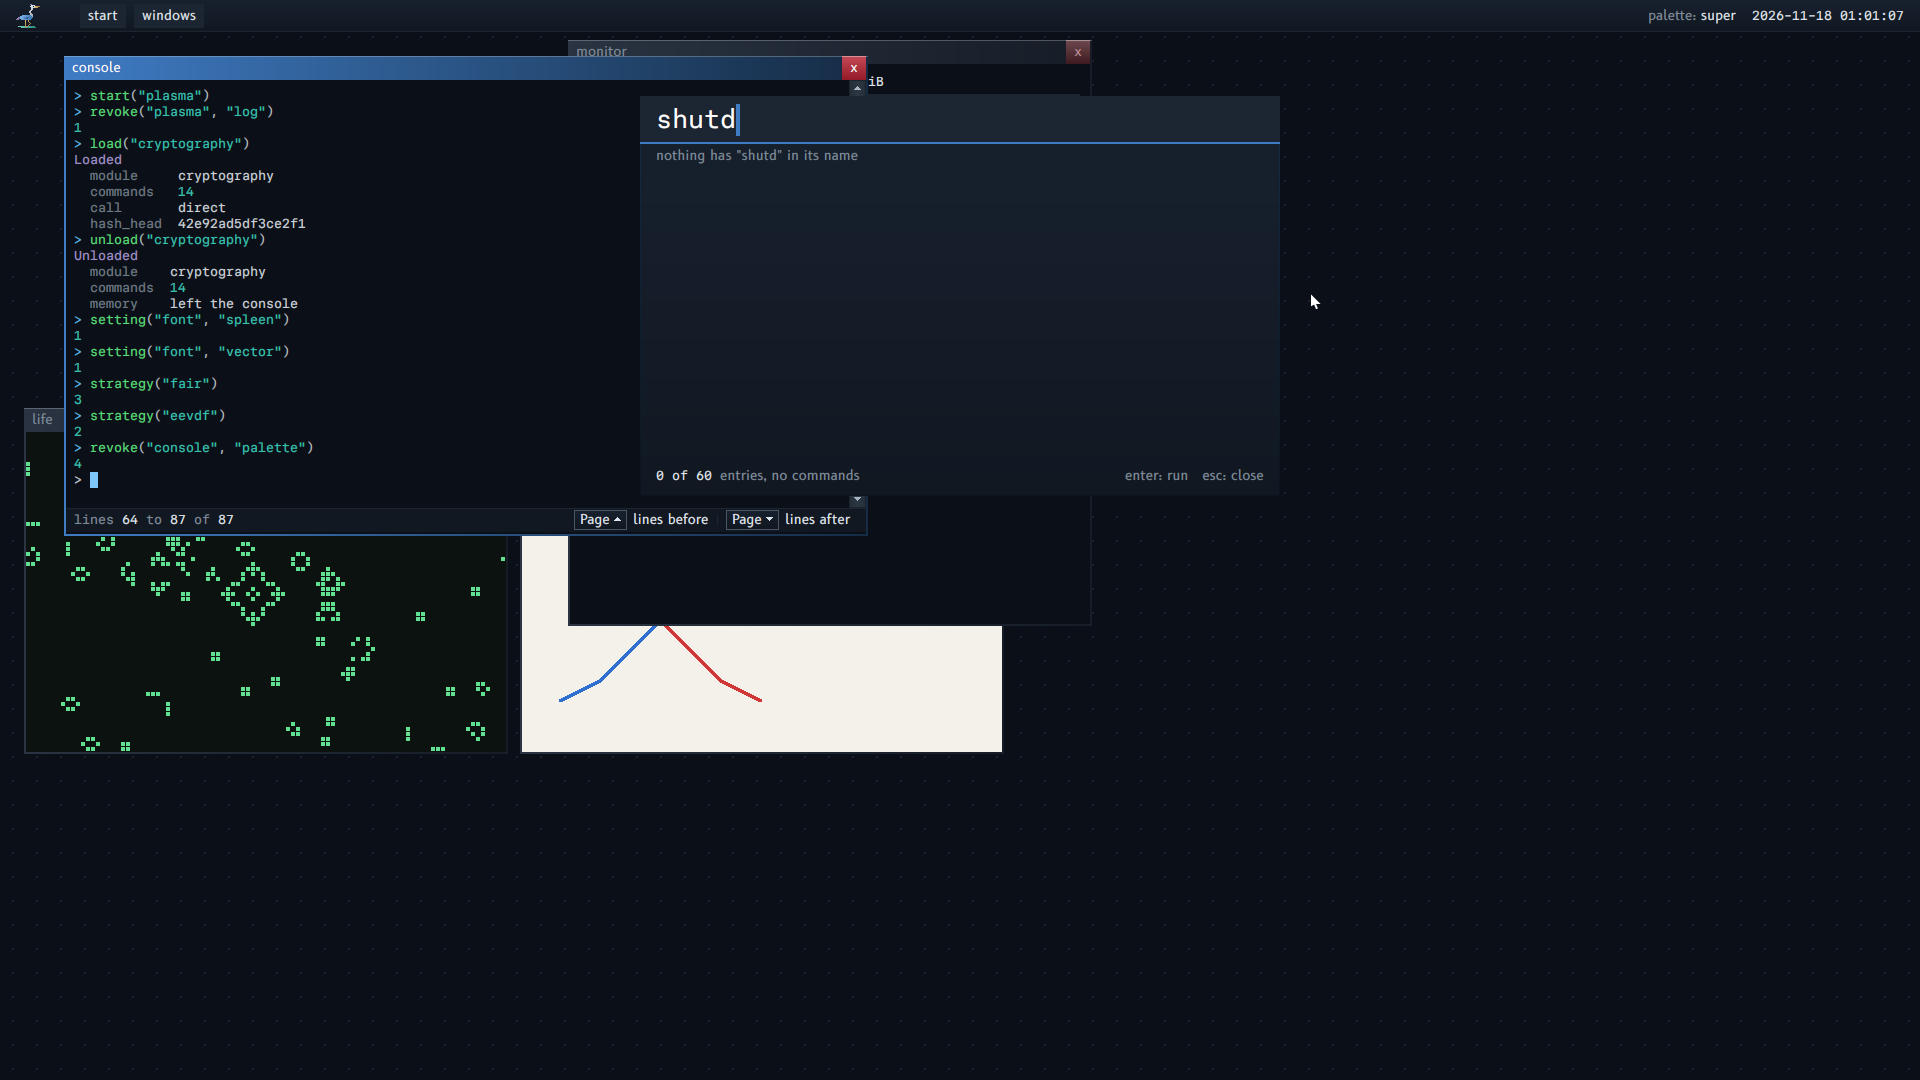 start windows palette: super 2026-11-18 01:01:07
monitor x
console x
iB
> start("plasma")
> revoke("plasma", "log")
1
> load("cryptography")
Loaded
module cryptography
commands 14
call direct
hash_head 42e92ad5df3ce2f1
> unload("cryptography")
Unloaded
module cryptography
commands 14
memory left the console
> setting("font", "spleen")
1
> setting("font", "vector")
1
> strategy("fair")
3
> strategy("eevdf")
2
> revoke("console", "palette")
4
>
lines 64 to 87 of 87 Page lines before Page lines after
shutd
nothing has "shutd" in its name
0 of 60 entries, no commands enter: run esc: close
life